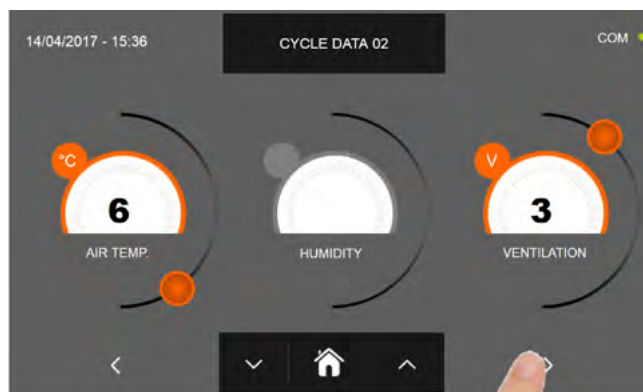 14/04/2017 - 15:36
CYCLE DATA 02
COM
°C
V
6
3
AIR TEMP.
HUMIDITY
VENTILATION